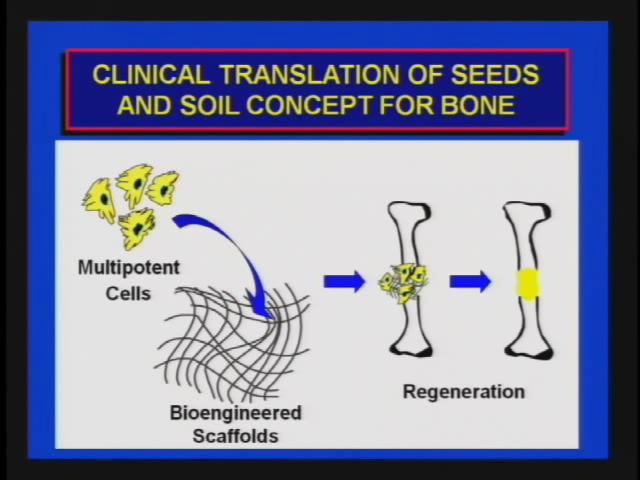 CLINICAL TRANSLATION OF SEEDS
AND SOIL CONCEPT FOR BONE
Multipotent
Cells
Bioengineered
Scaffolds
Regeneration